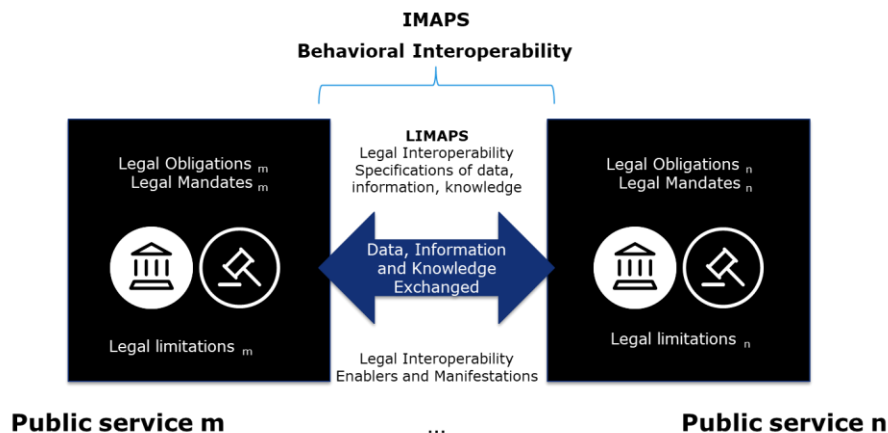 IMAPS
Behavioral Interoperability
Legal Obligations m
Legal Mandates m
Legal limitations m
LIMAPS
Legal Interoperability
Specifications of data,
information, knowledge
Data, Information
and Knowledge
Exchanged
Legal Interoperability
Enablers and Manifestations
Legal Obligations n
Legal Mandates n
Legal limitations n
Public service m
...
Public service n